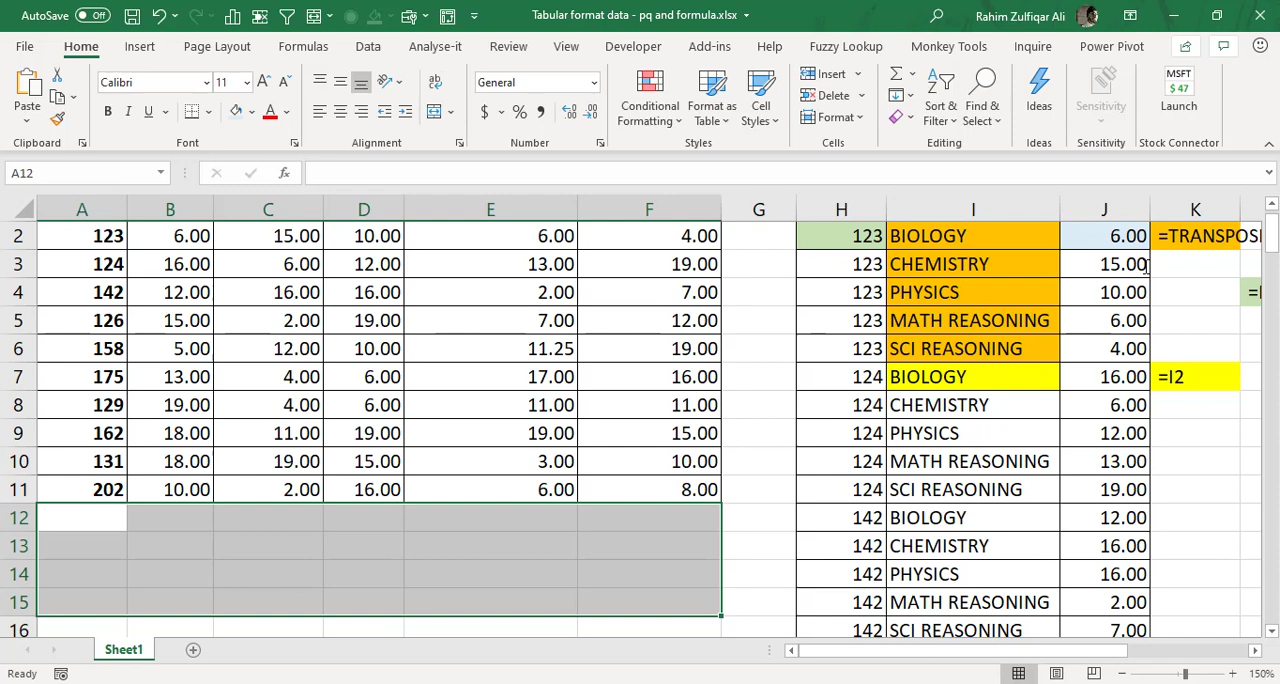 AutoSave Off Tabular format data - pq and formula.xlsx Rahim Zulfiqar Ali
File Home Insert Page Layout Formulas Data Analyse-it Review View Developer Add-ins Help Fuzzy Lookup Monkey Tools Inquire Power Pivot
Paste Calibri 11 General Conditional Formatting Format as Table Cell Styles Insert Delete Format Sort & Filter Find & Select Ideas Sensitivity MSFT $ 47 Launch
Clipboard Font Alignment Number Styles Cells Editing Ideas Sensitivity Stock Connector
A12 fx
A B C D E F G H I J K
2 123 6.00 15.00 10.00 6.00 4.00 123 BIOLOGY 6.00 =TRANSPOSI
3 124 16.00 6.00 12.00 13.00 19.00 123 CHEMISTRY 15.00
4 142 12.00 16.00 16.00 2.00 7.00 123 PHYSICS 10.00 =I
5 126 15.00 2.00 19.00 7.00 12.00 123 MATH REASONING 6.00
6 158 5.00 12.00 10.00 11.25 19.00 123 SCI REASONING 4.00
7 175 13.00 4.00 6.00 17.00 16.00 124 BIOLOGY 16.00 =I2
8 129 19.00 4.00 6.00 11.00 11.00 124 CHEMISTRY 6.00
9 162 18.00 11.00 19.00 19.00 15.00 124 PHYSICS 12.00
10 131 18.00 19.00 15.00 3.00 10.00 124 MATH REASONING 13.00
11 202 10.00 2.00 16.00 6.00 8.00 124 SCI REASONING 19.00
12 142 BIOLOGY 12.00
13 142 CHEMISTRY 16.00
14 142 PHYSICS 16.00
15 142 MATH REASONING 2.00
16 142 SCI REASONING 7.00
Sheet1
Ready 150%